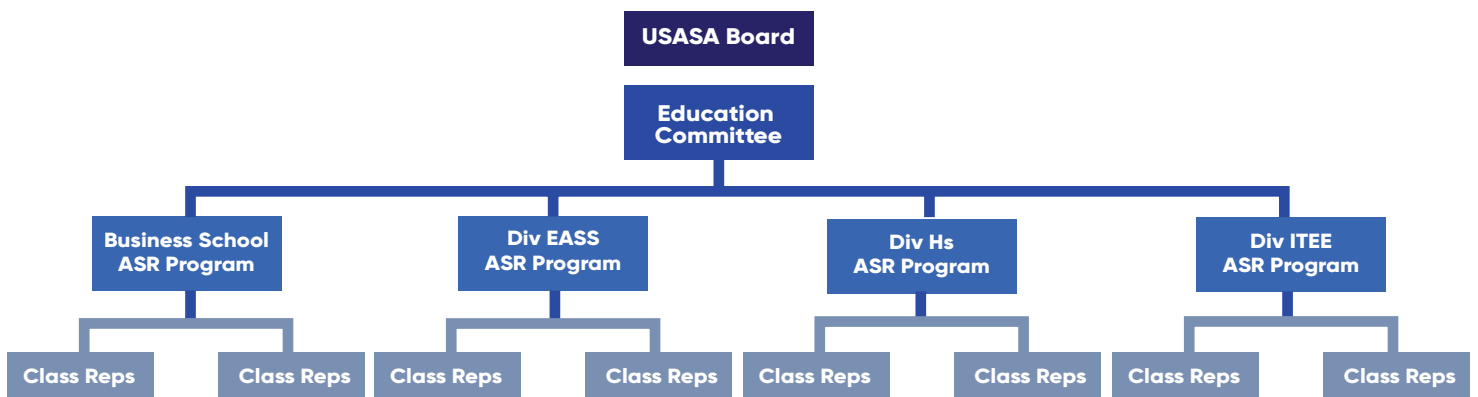 USASA Board
Education
Committee
Business School
ASR Program
Div EASS
ASR Program
Div Hs
ASR Program
Div ITEE
ASR Program
Class Reps
Class Reps
Class Reps
Class Reps
Class Reps
Class Reps
Class Reps
Class Reps